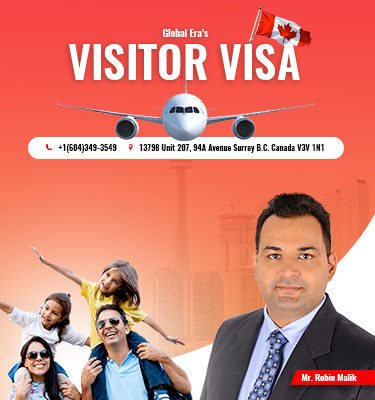 Global Era's
VISITOR VISA
+1(604)349-3549 13798 Unit 207, 94A Avenue Surrey B.C. Canada V3V 1N1
Mr. Robin Malik